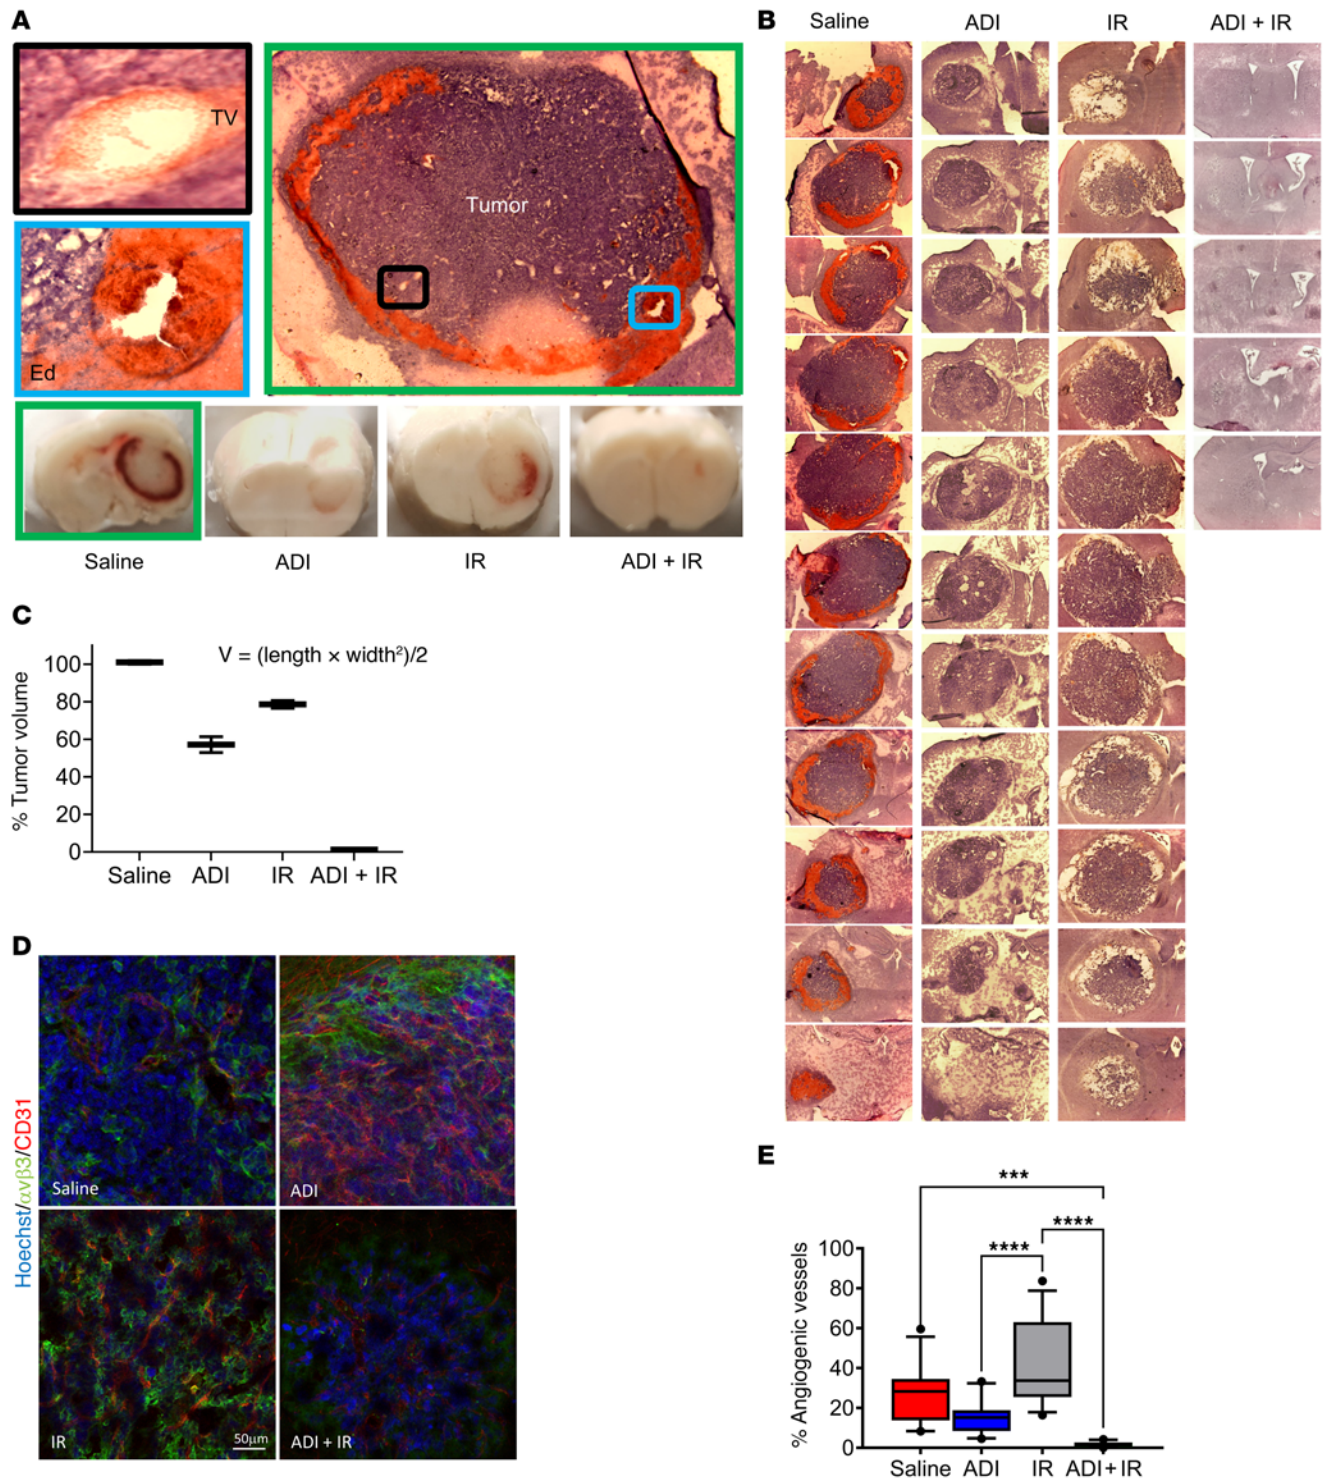 A
TV
Tumor
Ed
Saline
ADI
IR
ADI + IR
B
Saline
ADI
IR
ADI + IR
C
% Tumor volume
V = (length × width²)/2
100
80
60
40
20
0
Saline
ADI
IR
ADI + IR
D
Hoechst/αvβ3/CD31
Saline
ADI
IR
50µm
ADI + IR
E
% Angiogenic vessels
***
****
****
100
80
60
40
20
0
Saline
ADI
IR
ADI + IR